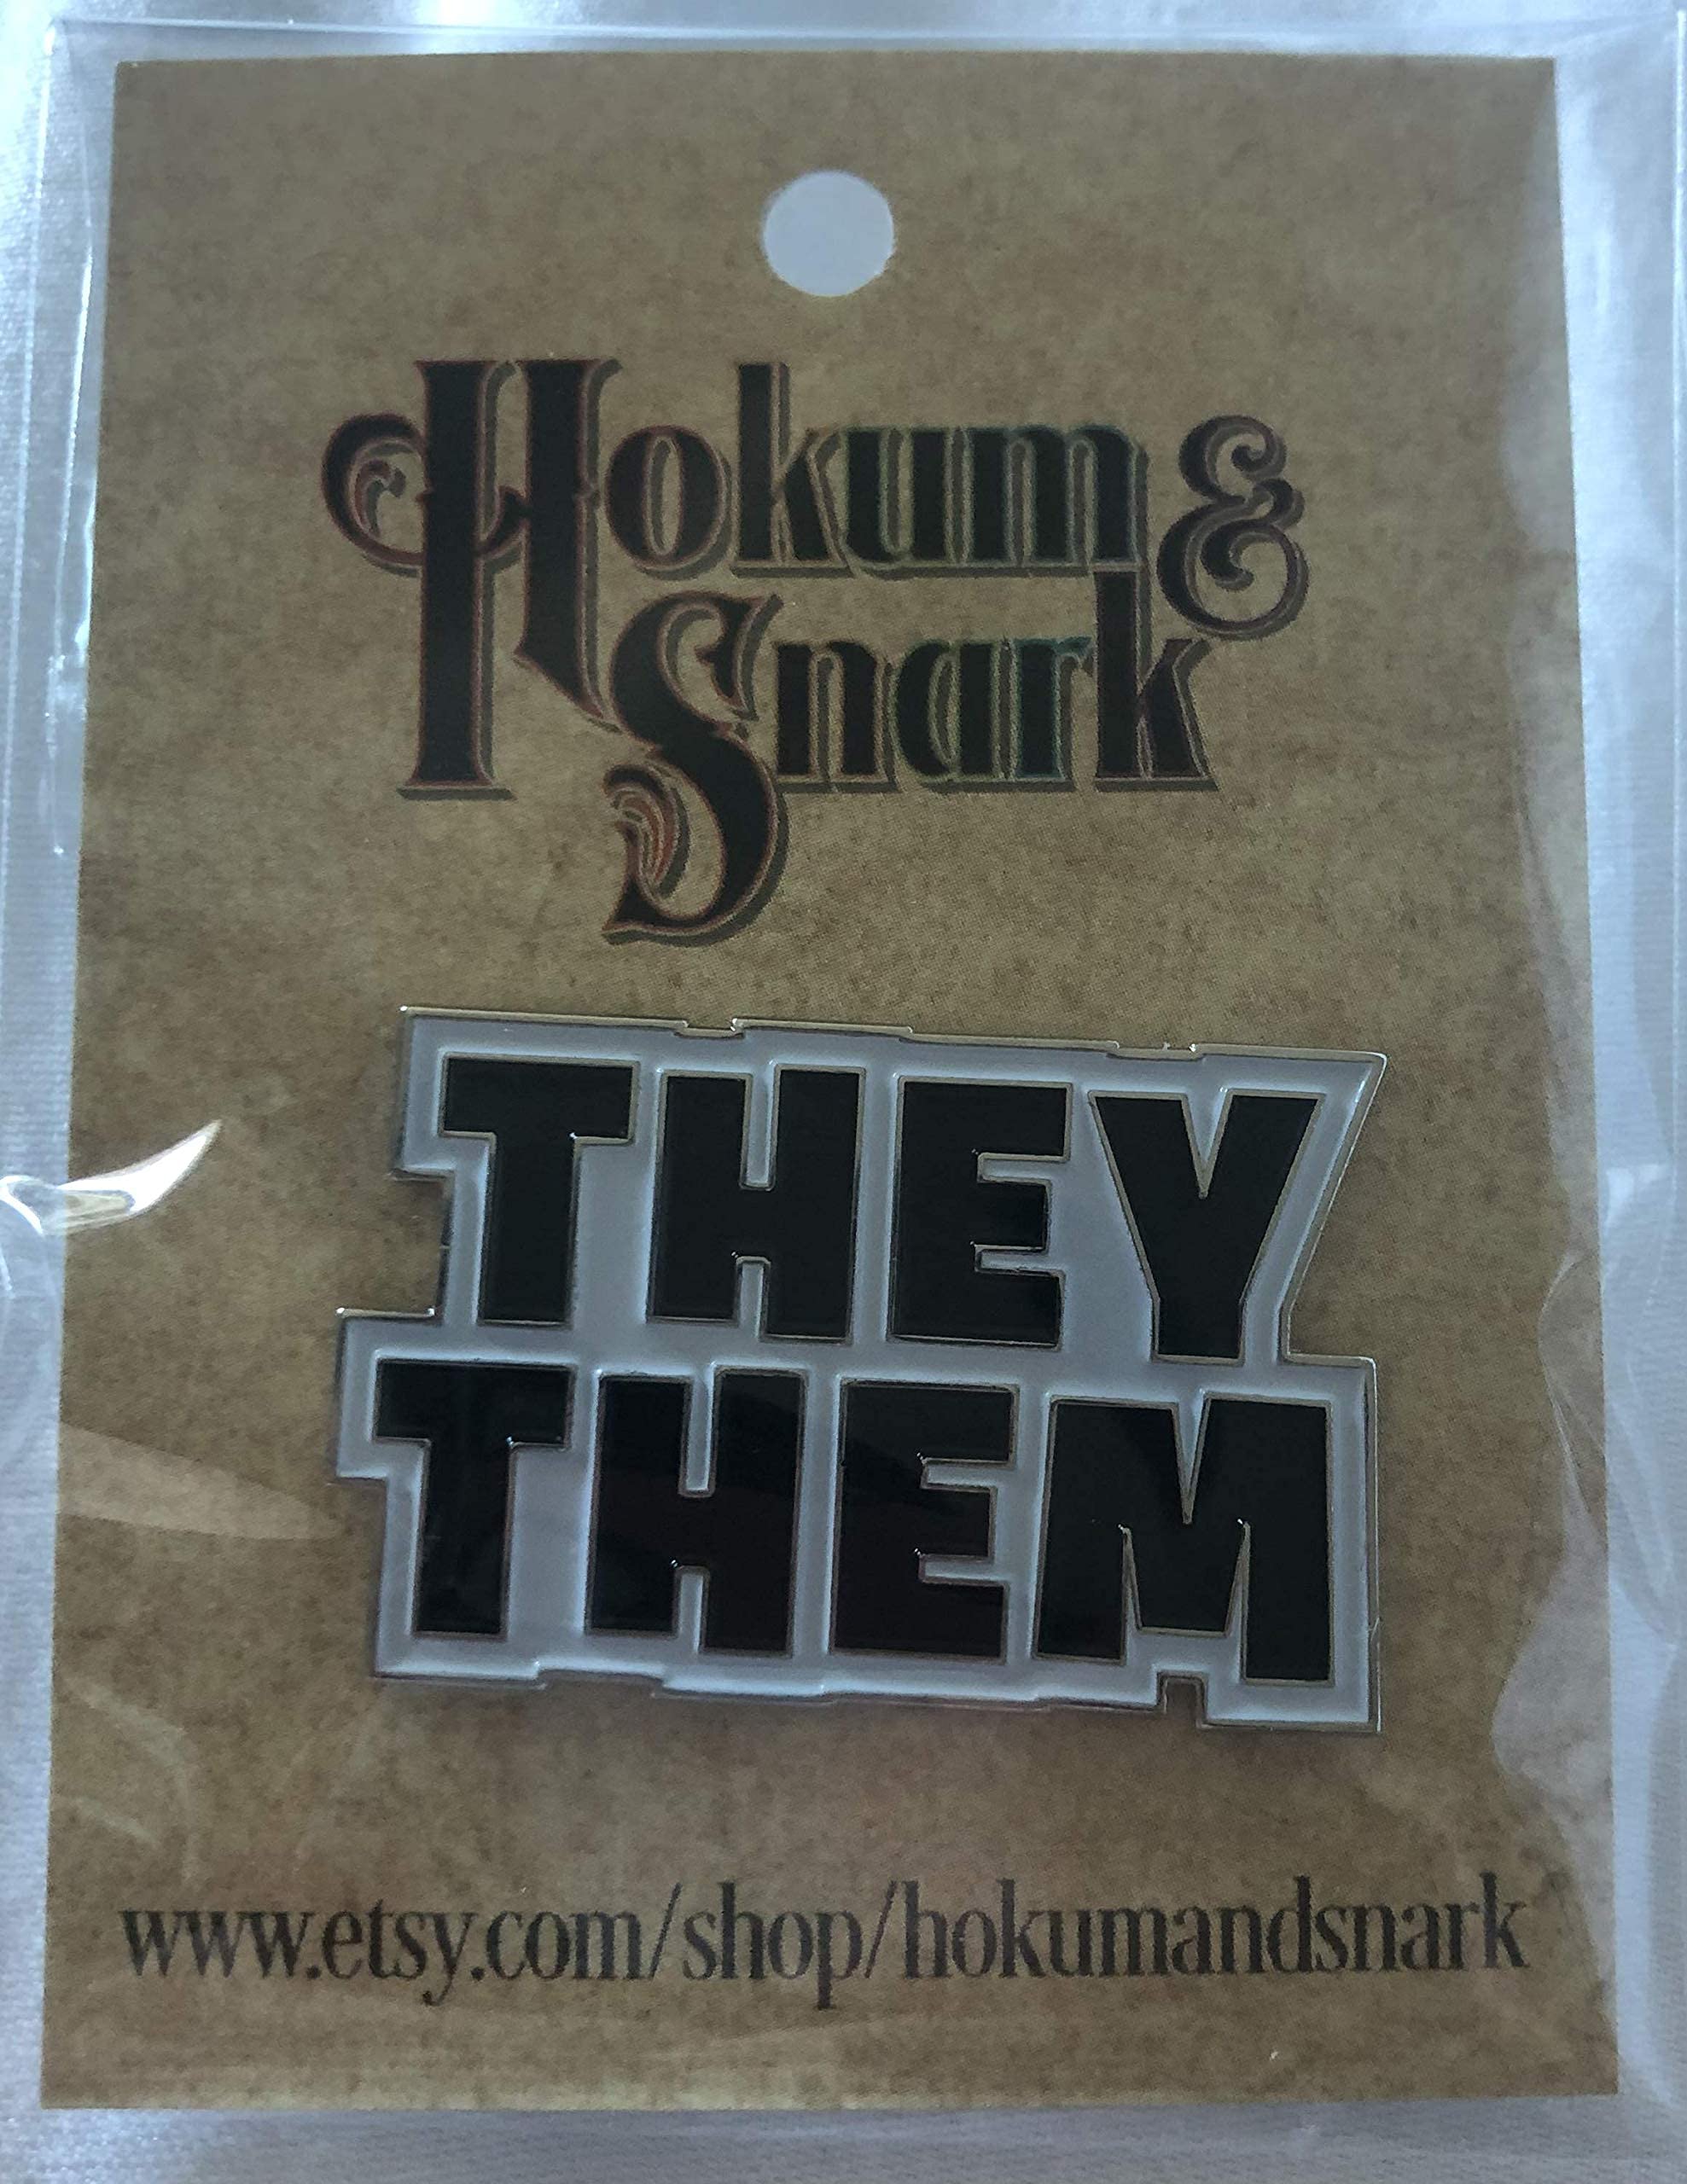 Hokum &
Snark
THEY
THEM
www.etsy.com/shop/hokumandsnark